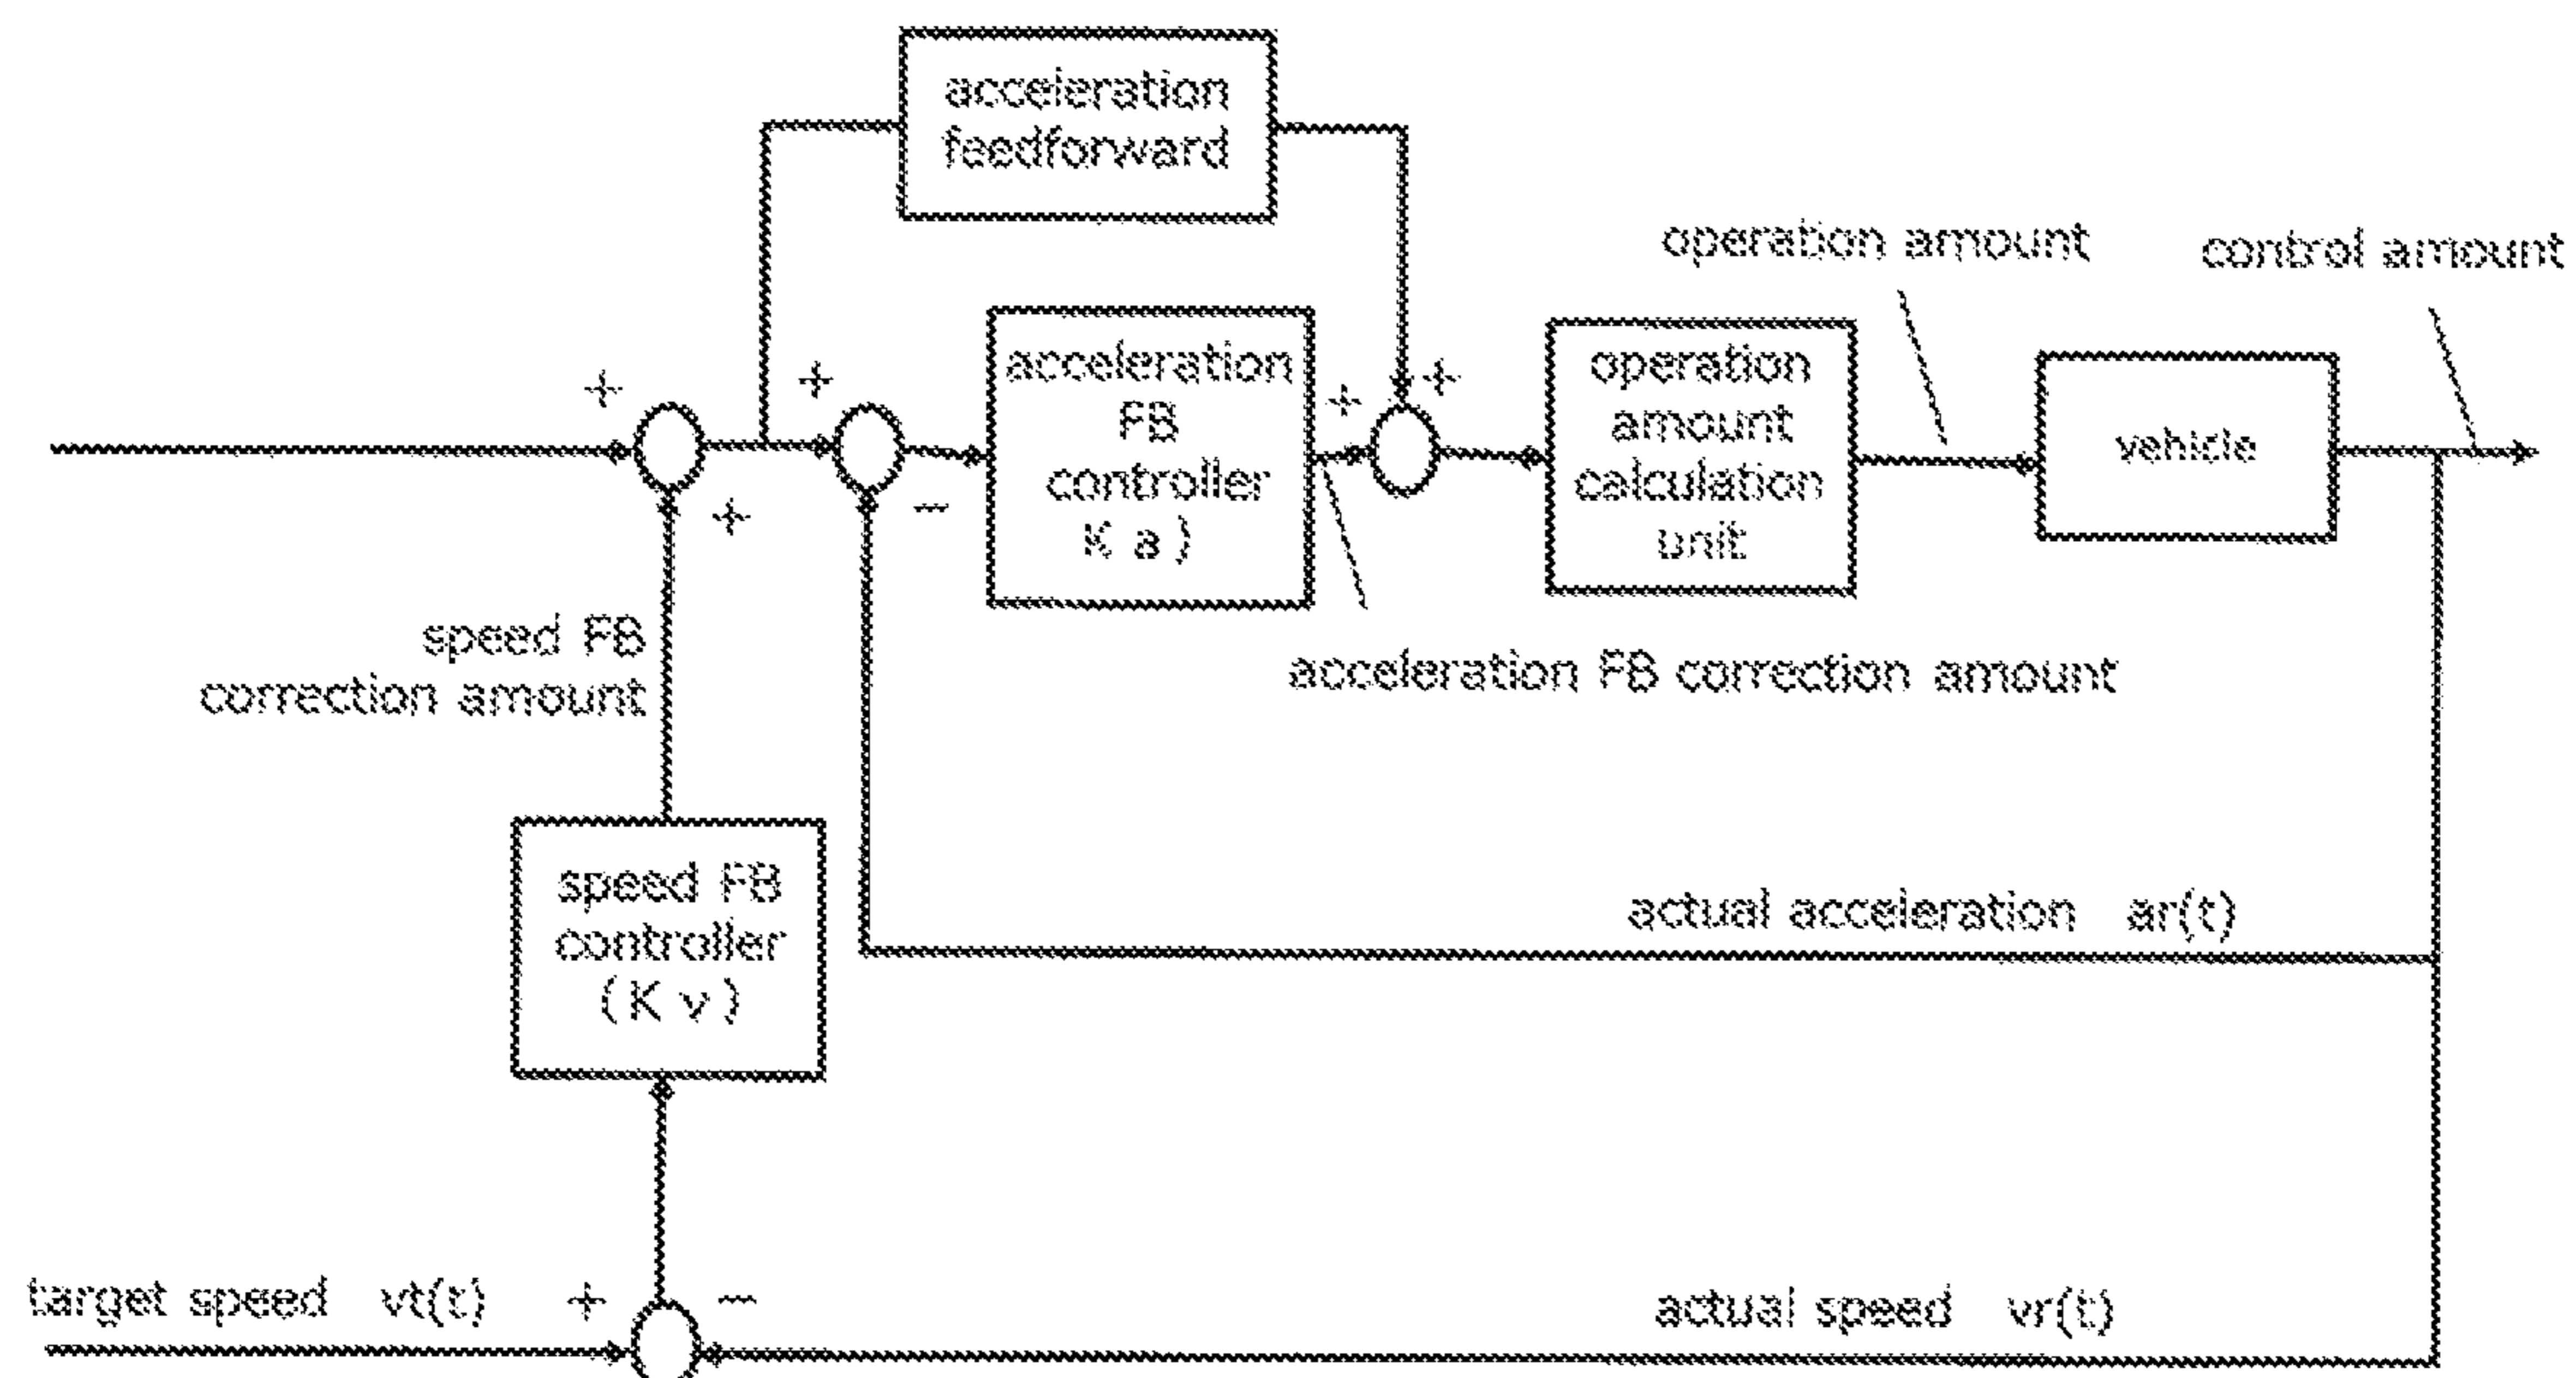 acceleration
feedforward
operation amount
control amount
+
+
+
+
acceleration
FB
controller
K a )
operation
amount
calculation
unit
vehicle
+
−
speed FB
correction amount
acceleration FB correction amount
speed FB
controller
( K v )
actual acceleration ar(t)
target speed vt(t)
+
−
actual speed vr(t)